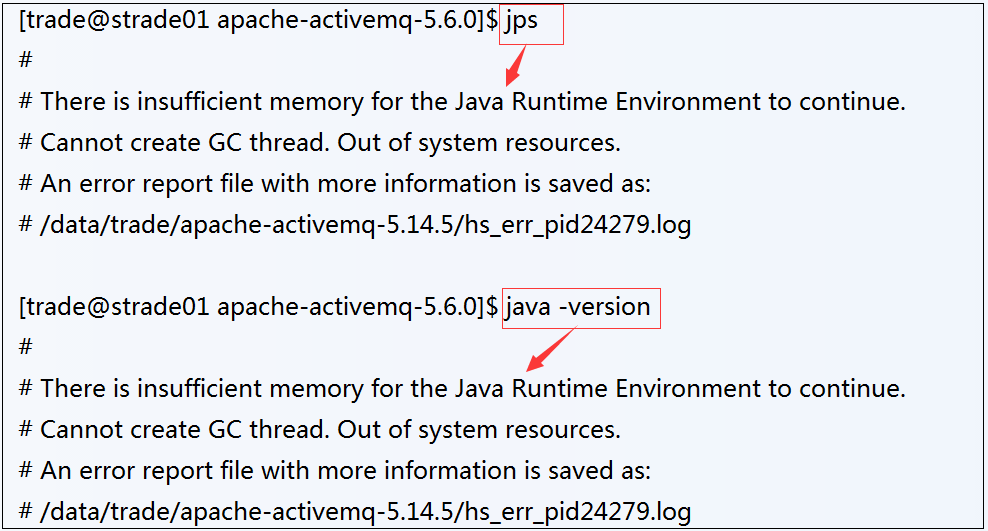 [trade@strade01 apache-activemq-5.6.0]$ jps
#
# There is insufficient memory for the Java Runtime Environment to continue.
# Cannot create GC thread. Out of system resources.
# An error report file with more information is saved as:
# /data/trade/apache-activemq-5.14.5/hs_err_pid24279.log
[trade@strade01 apache-activemq-5.6.0]$ java -version
#
# There is insufficient memory for the Java Runtime Environment to continue.
# Cannot create GC thread. Out of system resources.
# An error report file with more information is saved as:
# /data/trade/apache-activemq-5.14.5/hs_err_pid24279.log